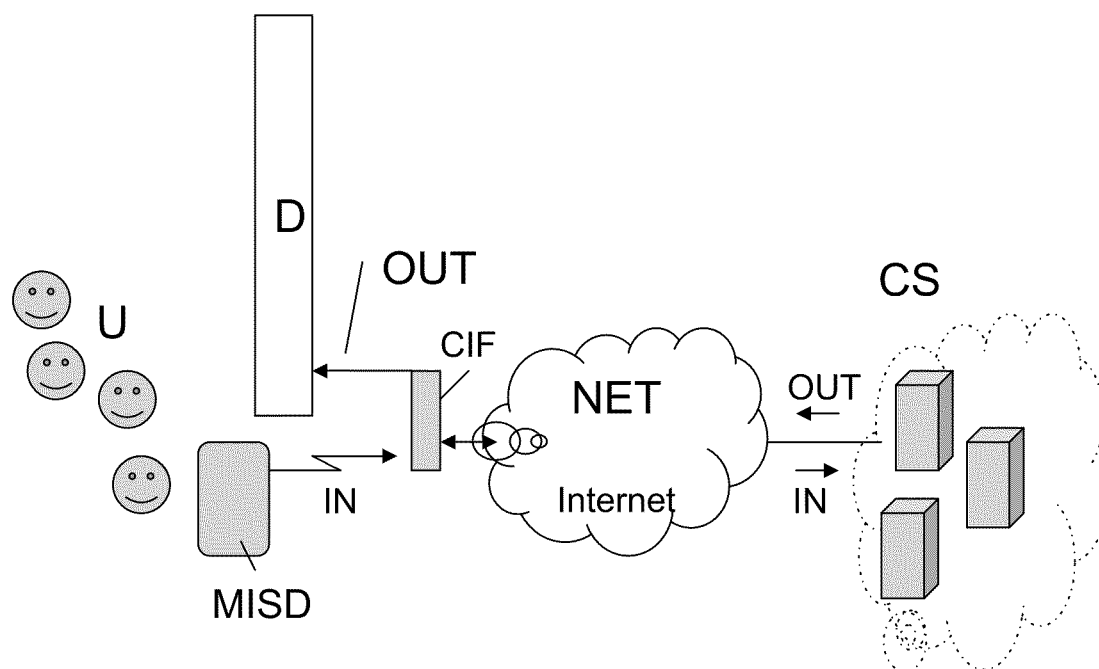 D
OUT
CS
U
CIF
NET
OUT
Internet
IN
IN
MISD